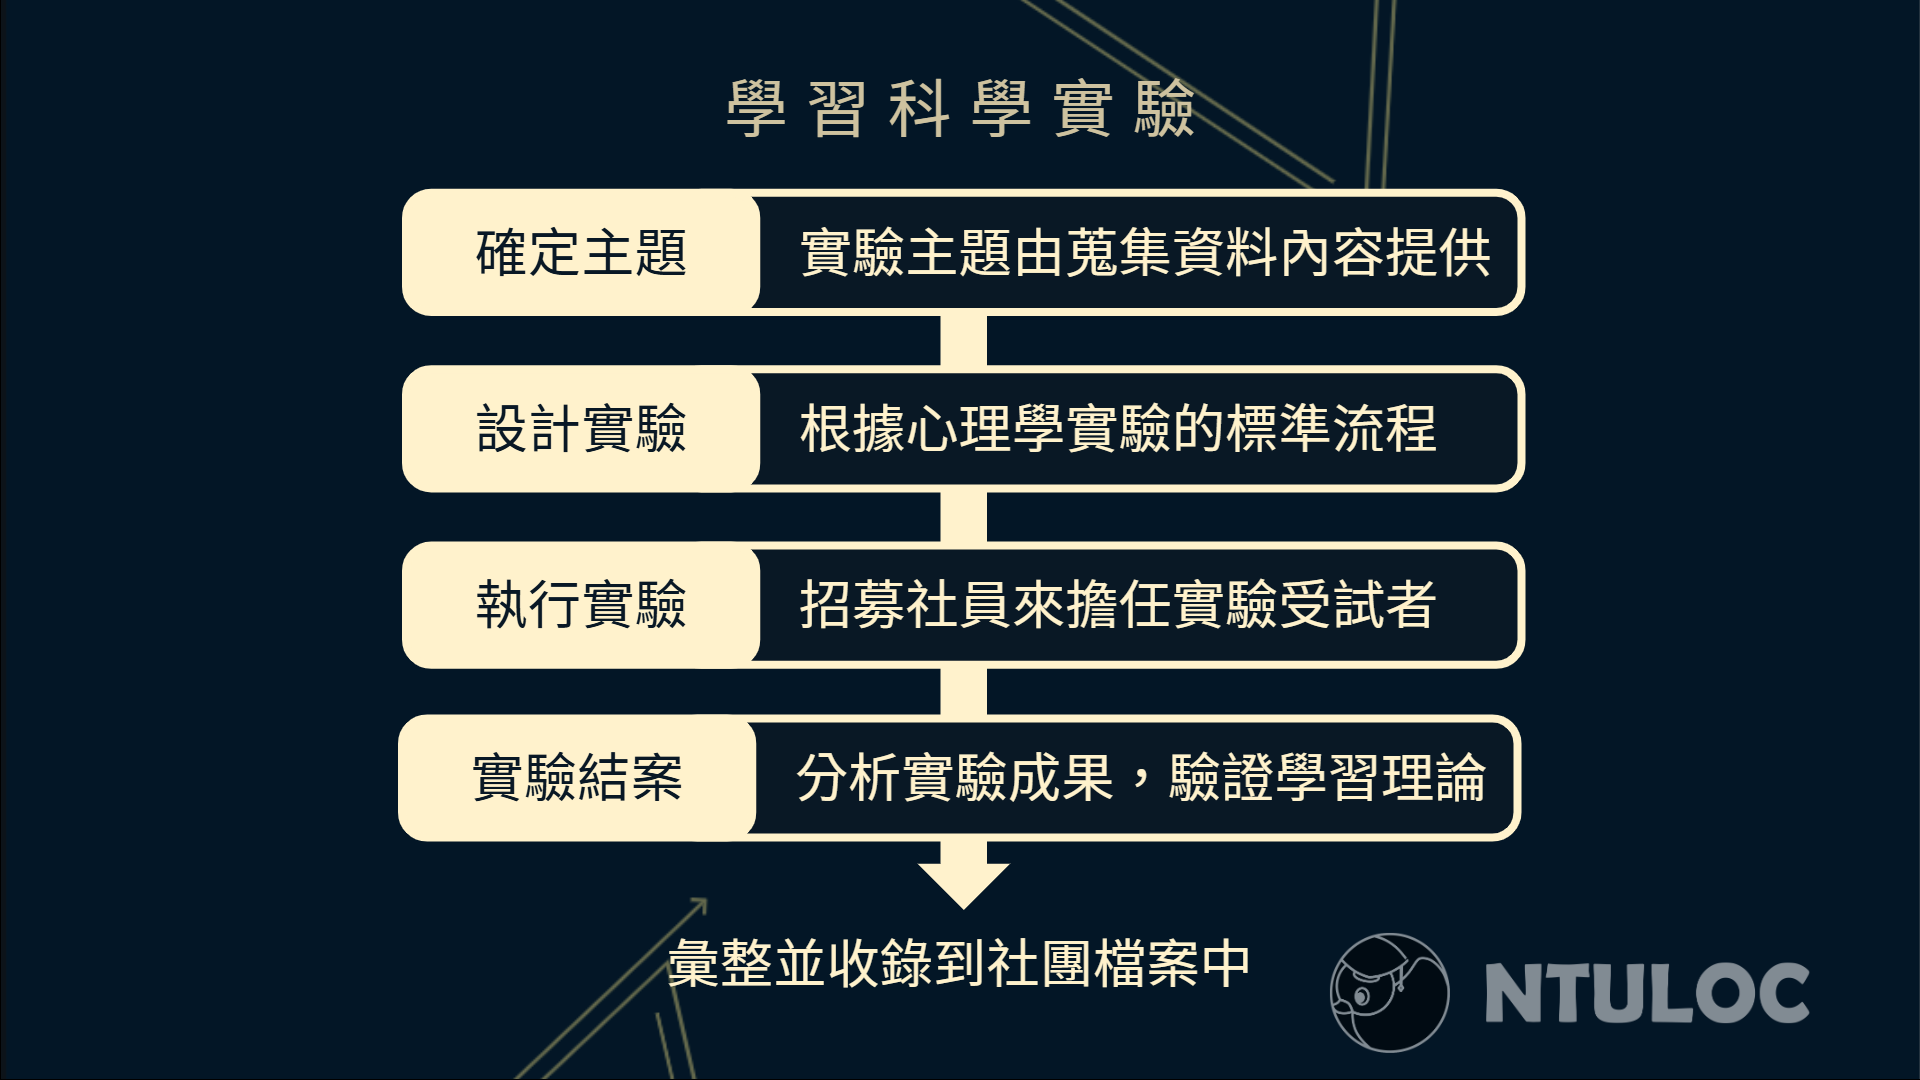 學習科學實驗
確定主題
實驗主題由蒐集資料內容提供
設計實驗
根據心理學實驗的標準流程
執行實驗
招募社員來擔任實驗受試者
實驗結案
分析實驗成果，驗證學習理論
彙整並收錄到社團檔案中
NTULOC